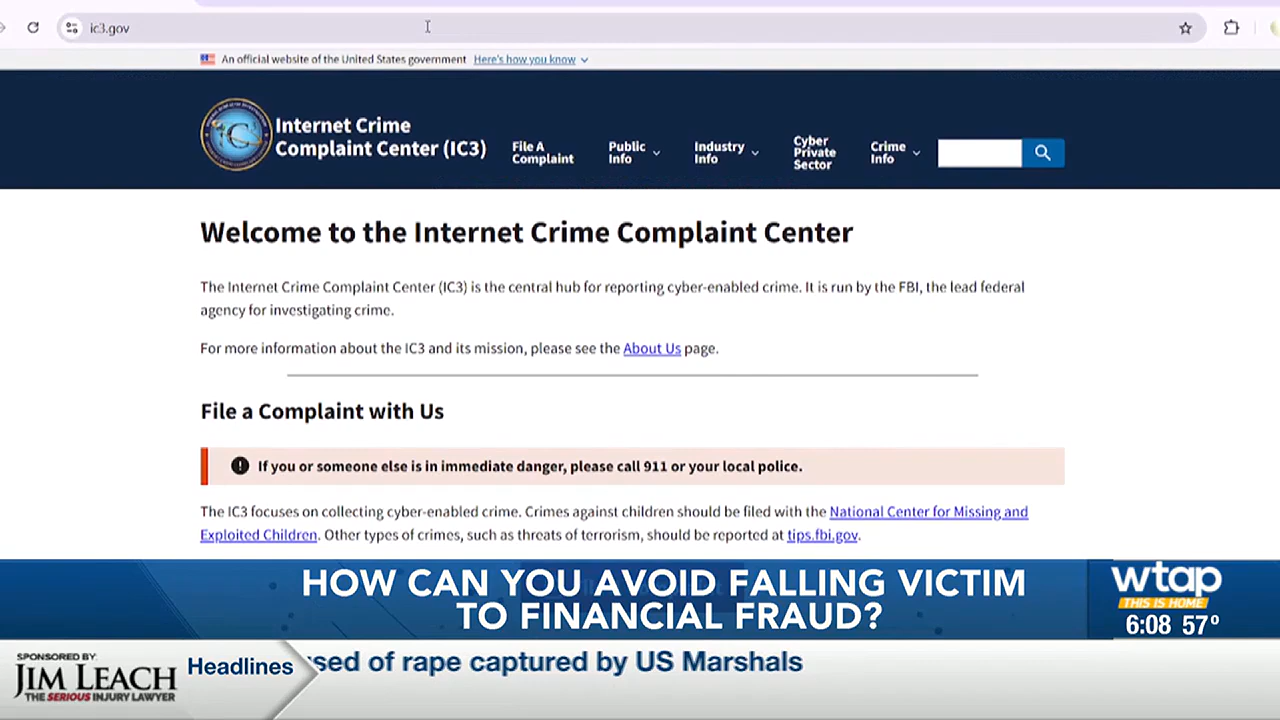 ic3.gov
An official website of the United States government Here's how you know
Internet Crime
Complaint Center (IC3)
File A
Complaint
Public
Info
Industry
Info
Cyber
Private
Sector
Crime
Info
Welcome to the Internet Crime Complaint Center
The Internet Crime Complaint Center (IC3) is the central hub for reporting cyber-enabled crime. It is run by the FBI, the lead federal
agency for investigating crime.
For more information about the IC3 and its mission, please see the About Us page.
File a Complaint with Us
If you or someone else is in immediate danger, please call 911 or your local police.
The IC3 focuses on collecting cyber-enabled crime. Crimes against children should be filed with the National Center for Missing and
Exploited Children. Other types of crimes, such as threats of terrorism, should be reported at tips.fbi.gov.
HOW CAN YOU AVOID FALLING VICTIM
TO FINANCIAL FRAUD?
wtap
THIS IS HOME
6:08 57°
SPONSORED BY:
JIM LEACH
THE SERIOUS INJURY LAWYER
Headlines
sed of rape captured by US Marshals